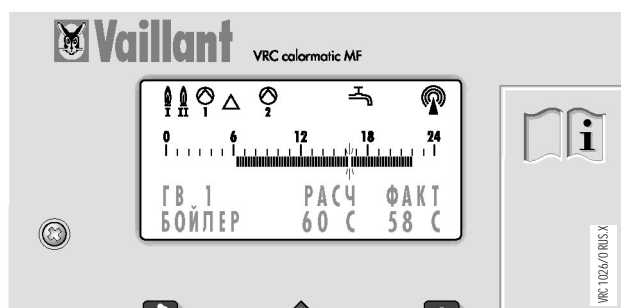 Vaillant
VRC calormatic MF
I II 1 2
0 6 12 18 24
ГВ 1 РАСЧ ФАКТ
БОЙЛЕР 60 C 58 C
i
VRC 1026/0 RUS.X